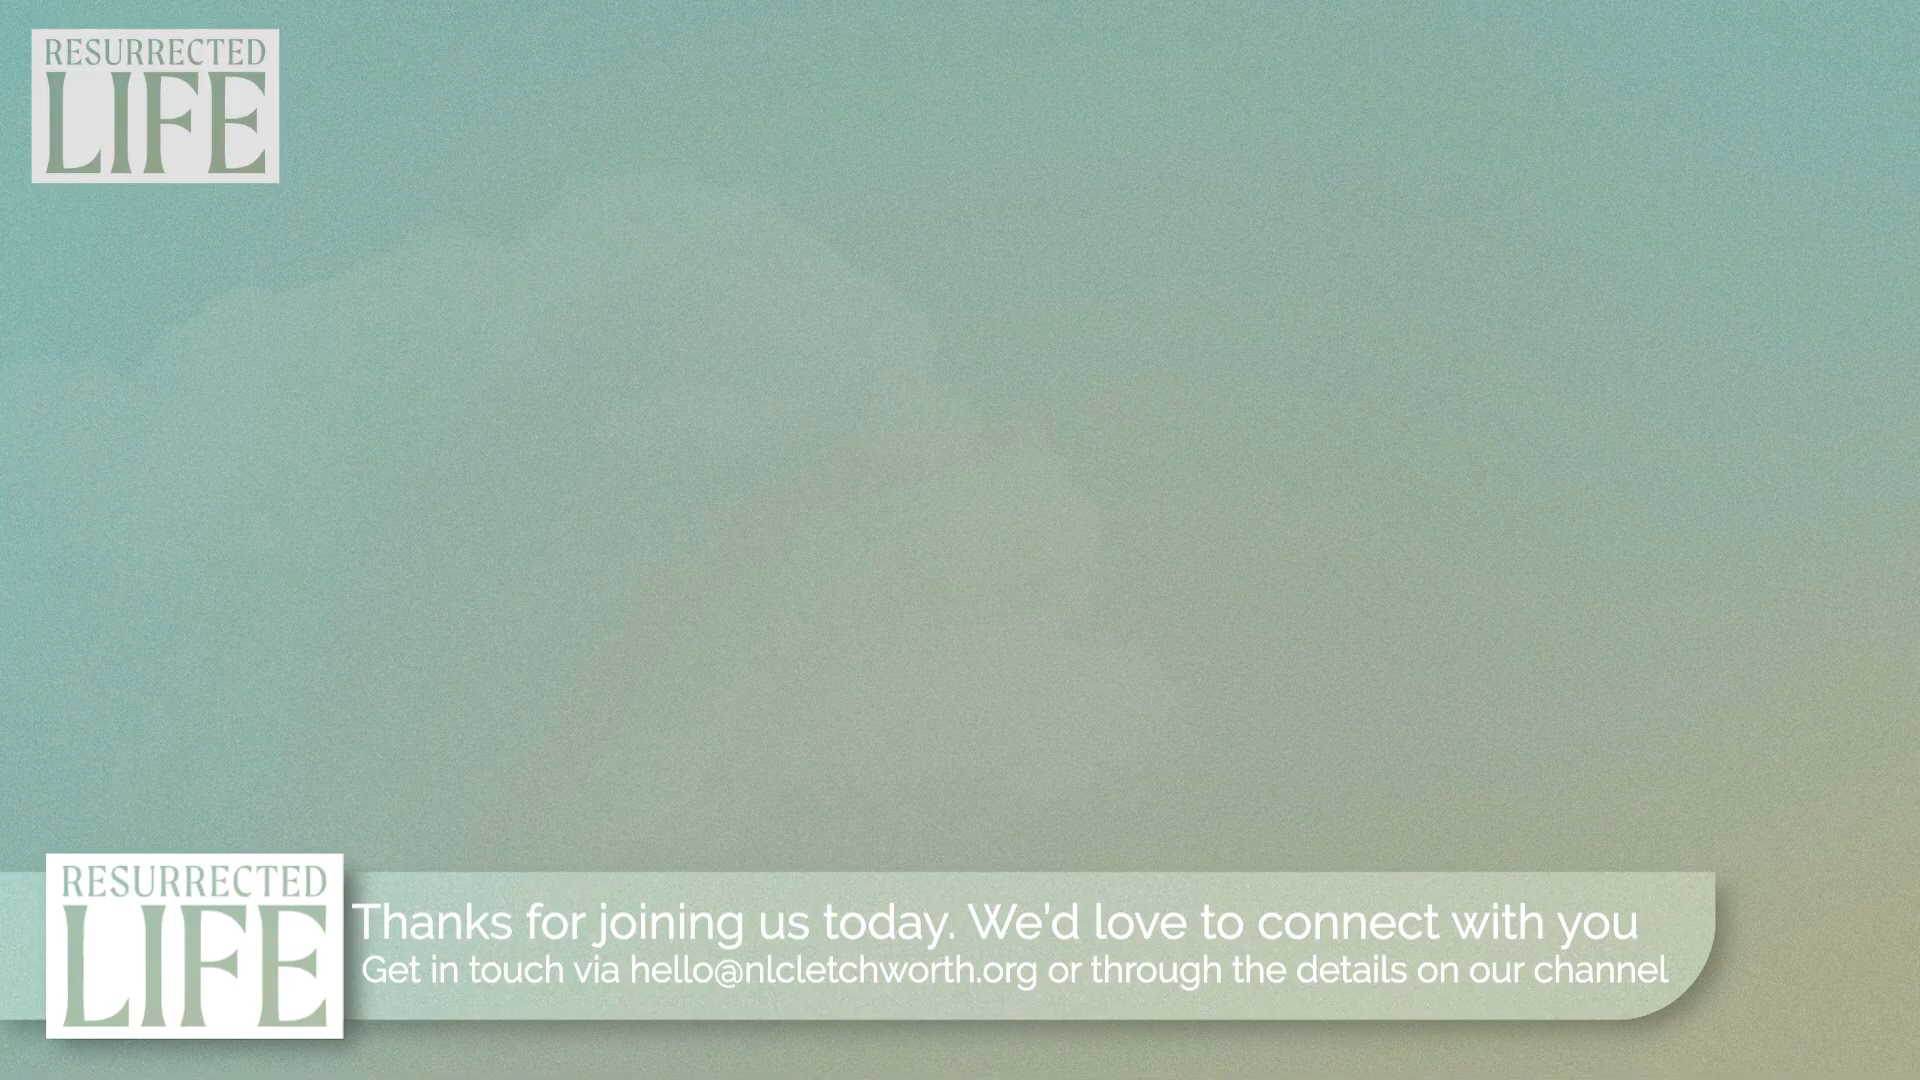 RESURRECTED
LIFE
RESURRECTED
LIFE
Thanks for joining us today. We'd love to connect with you
Get in touch via hello@nlcletchworth.org or through the details on our channel